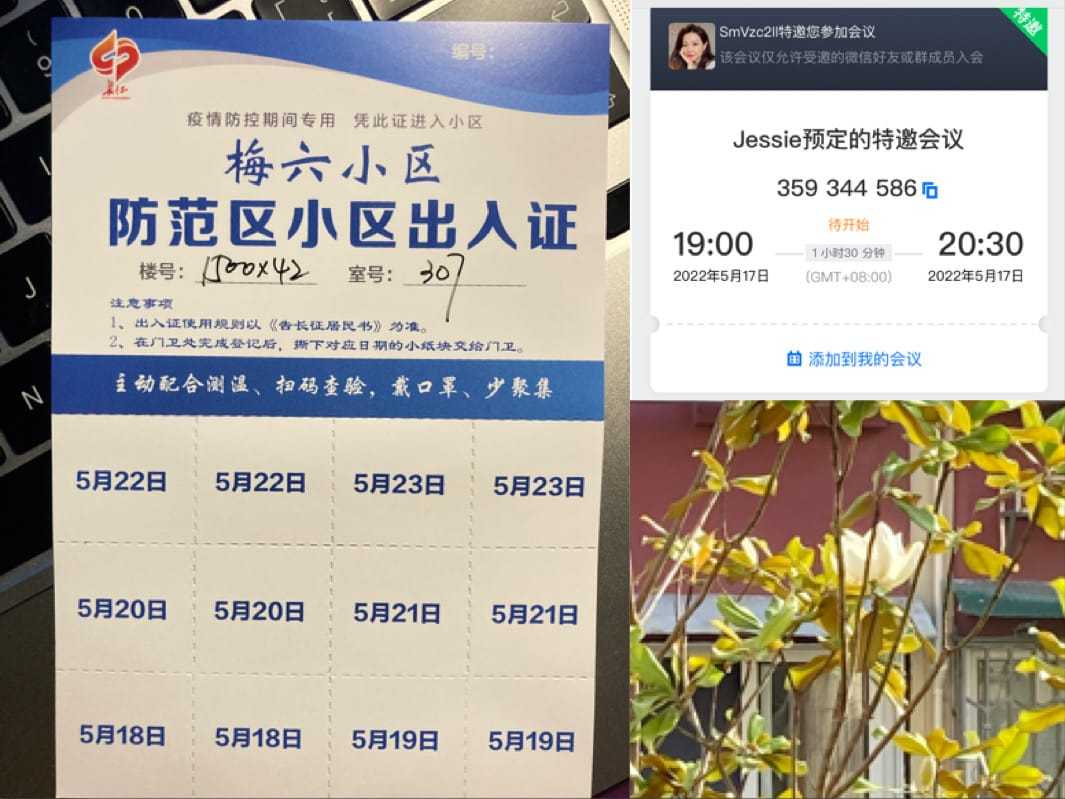 长征
编号：
疫情防控期间专用 凭此证进入小区
梅六小区
防范区小区出入证
楼号： 1500x42 室号： 307
注意事项
1、出入证使用规则以《告长征居民书》为准。
2、在门卫处完成登记后，撕下对应日期的小纸块交给门卫。
主动配合测温、扫码查验，戴口罩、少聚集
5月22日 5月22日 5月23日 5月23日
5月20日 5月20日 5月21日 5月21日
5月18日 5月18日 5月19日 5月19日
SmVzc2ll特邀您参加会议
特邀
该会议仅允许受邀的微信好友或群成员入会
Jessie预定的特邀会议
359 344 586
待开始
19:00 1 小时30 分钟 20:30
2022年5月17日 (GMT+08:00) 2022年5月17日
添加到我的会议